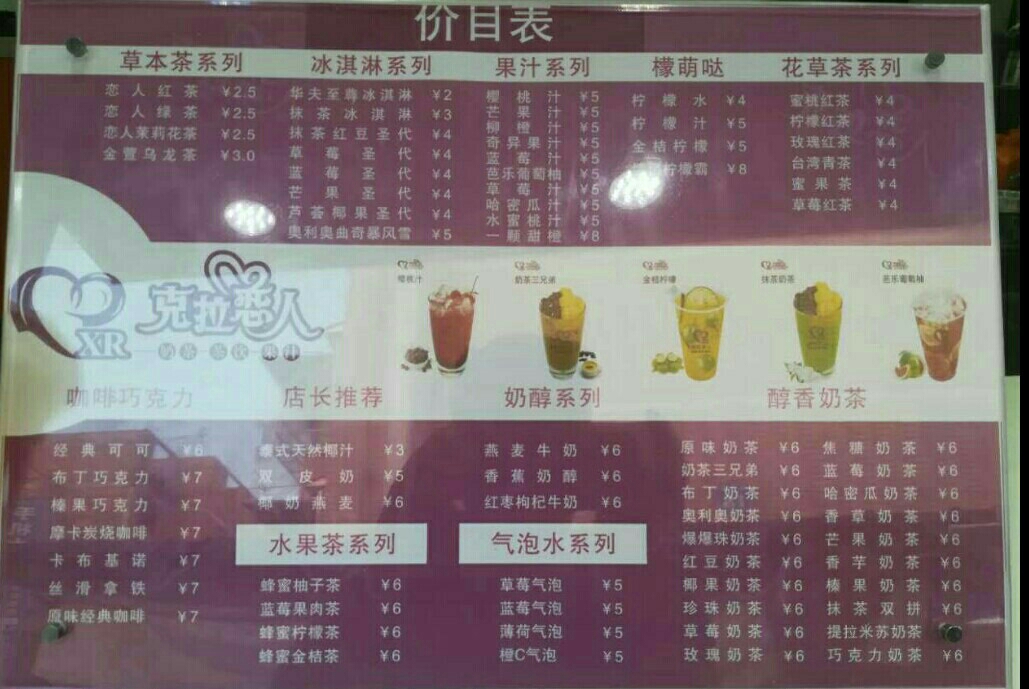 价目表
草本茶系列
恋人红茶 ¥2.5
恋人绿茶 ¥2.5
恋人茉莉花茶 ¥2.5
金萱乌龙茶 ¥3.0
冰淇淋系列
华夫至尊冰淇淋 ¥2
抹茶冰淇淋 ¥3
抹茶红豆圣代 ¥4
草莓圣代 ¥4
蓝莓圣代 ¥4
芒果圣代 ¥4
芦荟椰果圣代 ¥4
奥利奥曲奇暴风雪 ¥5
果汁系列
樱桃汁 ¥5
芒果汁 ¥5
柳橙汁 ¥5
奇异果汁 ¥5
蓝莓汁 ¥5
芭乐葡萄柚 ¥5
草莓汁 ¥5
哈密瓜汁 ¥5
水蜜桃汁 ¥5
一颗甜橙 ¥8
檬萌哒
柠檬水 ¥4
柠檬汁 ¥5
金桔柠檬 ¥5
柠檬霸 ¥8
花草茶系列
蜜桃红茶 ¥4
柠檬红茶 ¥4
玫瑰红茶 ¥4
台湾青茶 ¥4
蜜果茶 ¥4
草莓红茶 ¥4
XR
克拉恋人
奶茶 茶饮 果汁
樱桃汁
奶茶三兄弟
金桔柠檬
抹茶奶茶
芭乐葡萄柚
咖啡巧克力
经典可可 ¥6
布丁巧克力 ¥7
榛果巧克力 ¥7
摩卡炭烧咖啡 ¥7
卡布基诺 ¥7
丝滑拿铁 ¥7
原味经典咖啡 ¥7
店长推荐
泰式天然椰汁 ¥3
双皮奶 ¥5
椰奶燕麦 ¥6
水果茶系列
蜂蜜柚子茶 ¥6
蓝莓果肉茶 ¥6
蜂蜜柠檬茶 ¥6
蜂蜜金桔茶 ¥6
奶醇系列
燕麦牛奶 ¥6
香蕉奶醇 ¥6
红枣枸杞牛奶 ¥6
气泡水系列
草莓气泡 ¥5
蓝莓气泡 ¥5
薄荷气泡 ¥5
橙C气泡 ¥5
醇香奶茶
原味奶茶 ¥6 焦糖奶茶 ¥6
奶茶三兄弟 ¥6 蓝莓奶茶 ¥6
布丁奶茶 ¥6 哈密瓜奶茶 ¥6
奥利奥奶茶 ¥6 香草奶茶 ¥6
爆爆珠奶茶 ¥6 芒果奶茶 ¥6
红豆奶茶 ¥6 香芋奶茶 ¥6
椰果奶茶 ¥6 榛果奶茶 ¥6
珍珠奶茶 ¥6 抹茶双拼 ¥6
草莓奶茶 ¥6 提拉米苏奶茶 ¥6
玫瑰奶茶 ¥6 巧克力奶茶 ¥6